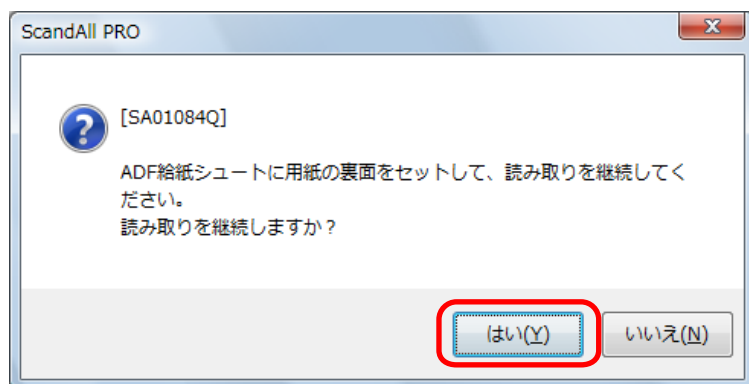 ScandAll PRO
[SA01084Q]
ADF給紙シュートに用紙の裏面をセットして、読み取りを継続してく
ださい。
読み取りを継続しますか？
はい(Y) いいえ(N)